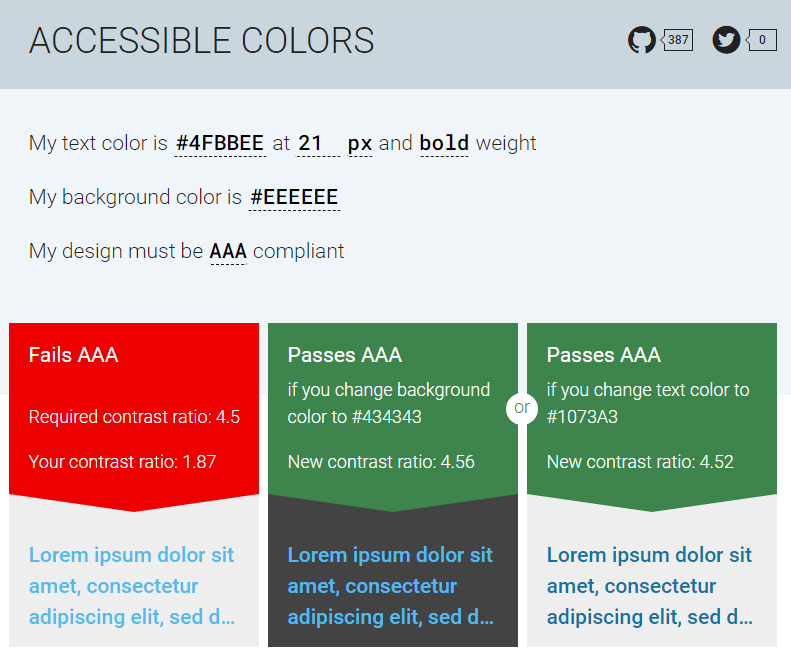 ACCESSIBLE COLORS
387
0
My text color is #4FBBEE at 21 px and bold weight
My background color is #EEEEEE
My design must be AAA compliant
Fails AAA
Required contrast ratio: 4.5
Your contrast ratio: 1.87
Lorem ipsum dolor sit
amet, consectetur
adipiscing elit, sed d...
Passes AAA
if you change background
color to #434343
New contrast ratio: 4.56
Lorem ipsum dolor sit
amet, consectetur
adipiscing elit, sed d...
or
Passes AAA
if you change text color to
#1073A3
New contrast ratio: 4.52
Lorem ipsum dolor sit
amet, consectetur
adipiscing elit, sed d...